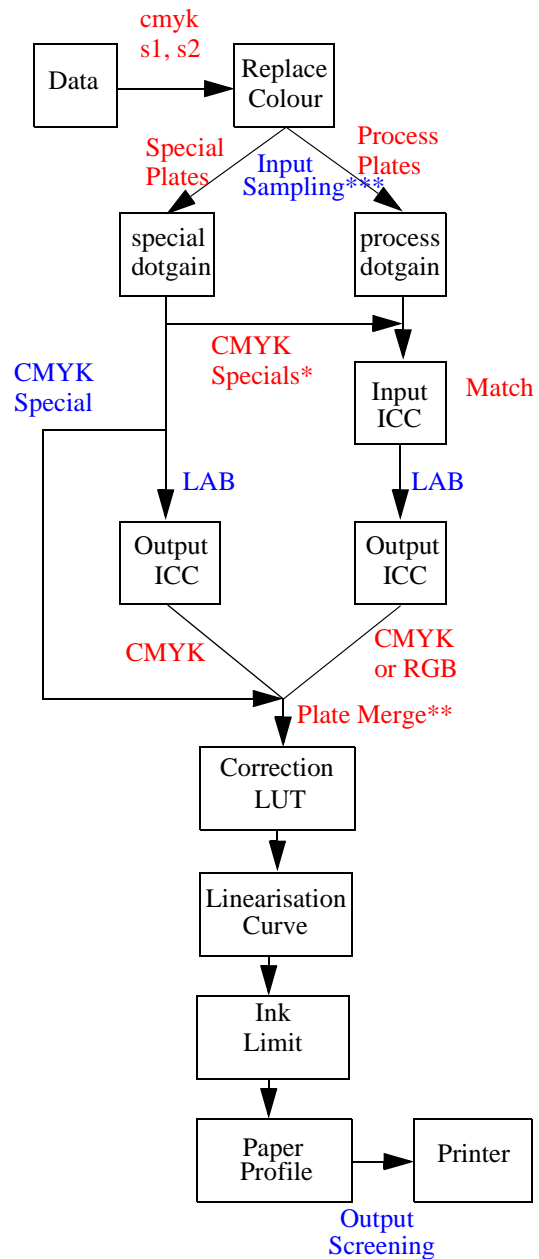 cmyk
s1, s2
Data
Replace
Colour
Special
Plates
Input
Sampling***
Process
Plates
special
dotgain
process
dotgain
CMYK
Specials*
CMYK
Special
Input
ICC
Match
LAB
LAB
Output
ICC
Output
ICC
CMYK
CMYK
or RGB
Plate Merge**
Correction
LUT
Linearisation
Curve
Ink
Limit
Paper
Profile
Printer
Output
Screening